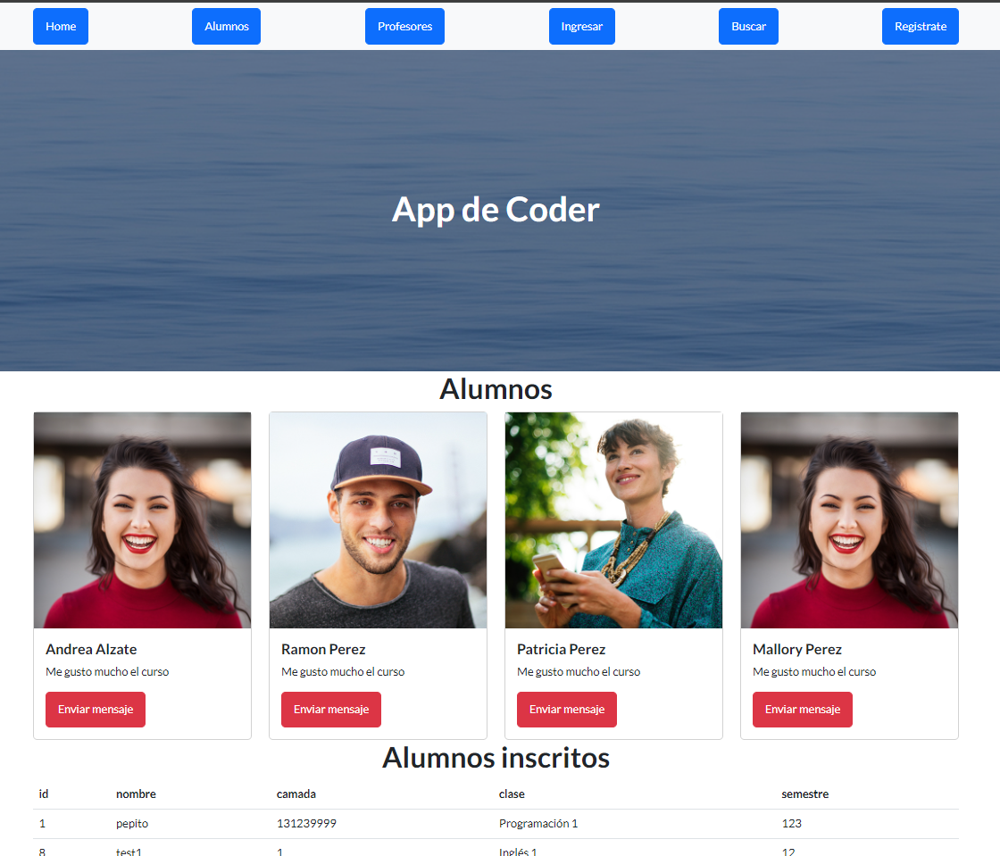 Home Alumnos Profesores Ingresar Buscar Registrate
App de Coder
Alumnos
Andrea Alzate Ramon Perez Patricia Perez Mallory Perez
Me gusto mucho el curso Me gusto mucho el curso Me gusto mucho el curso Me gusto mucho el curso
Enviar mensaje Enviar mensaje Enviar mensaje Enviar mensaje
Alumnos inscritos
id nombre camada clase semestre
1 pepito 131239999 Programación 1 123
8 test1 1 Inglés 1 12